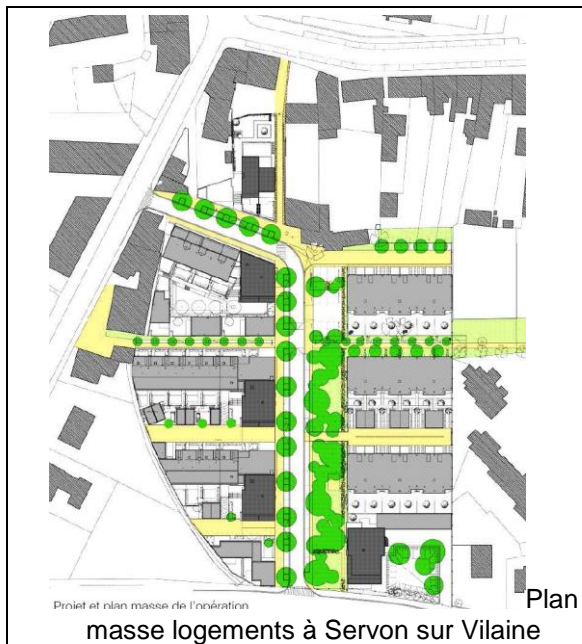 Projet et plan masse de l'opération
Plan
masse logements à Servon sur Vilaine